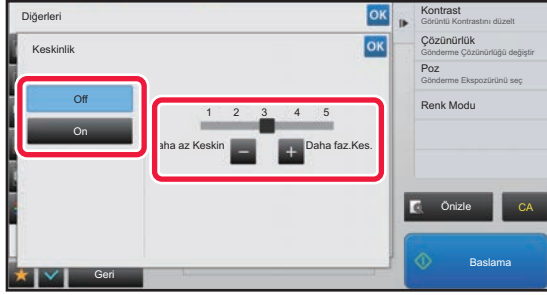 Diğerleri
OK
Keskinlik
OK
Off
On
1 2 3 4 5
aha az Keskin
Daha faz.Kes.
Geri
Kontrast
Görüntü Kontrastını düzelt
Çözünürlük
Gönderme Çözünürlüğü değiştir
Poz
Gönderme Ekspozürünü seç
Renk Modu
Önizle
CA
Baslama